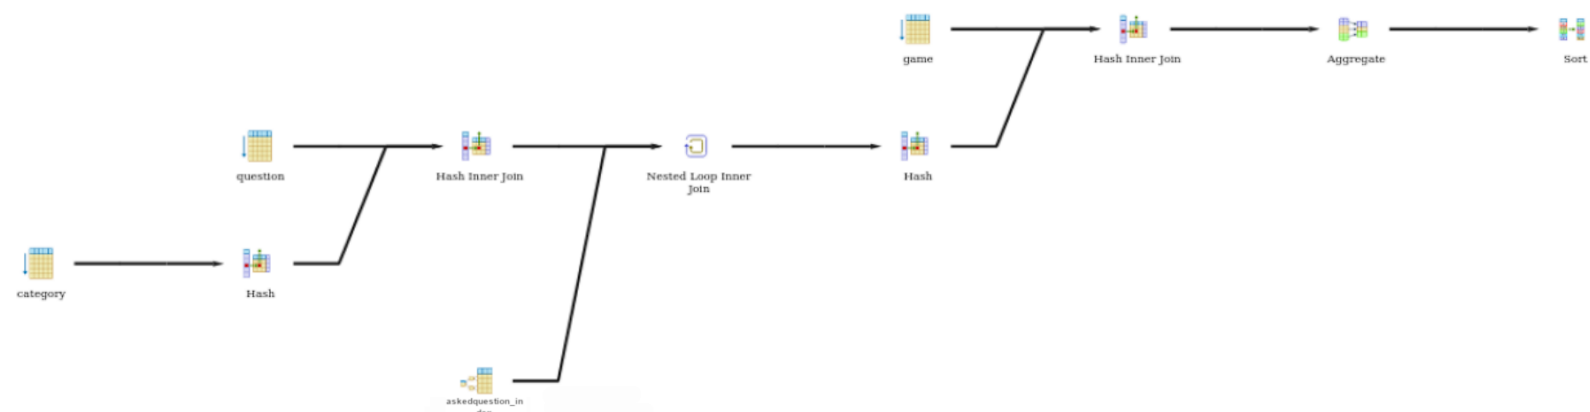 game
Hash Inner Join
Aggregate
Sort
question
Hash Inner Join
Nested Loop Inner
Join
Hash
category
Hash
askedquestion_in